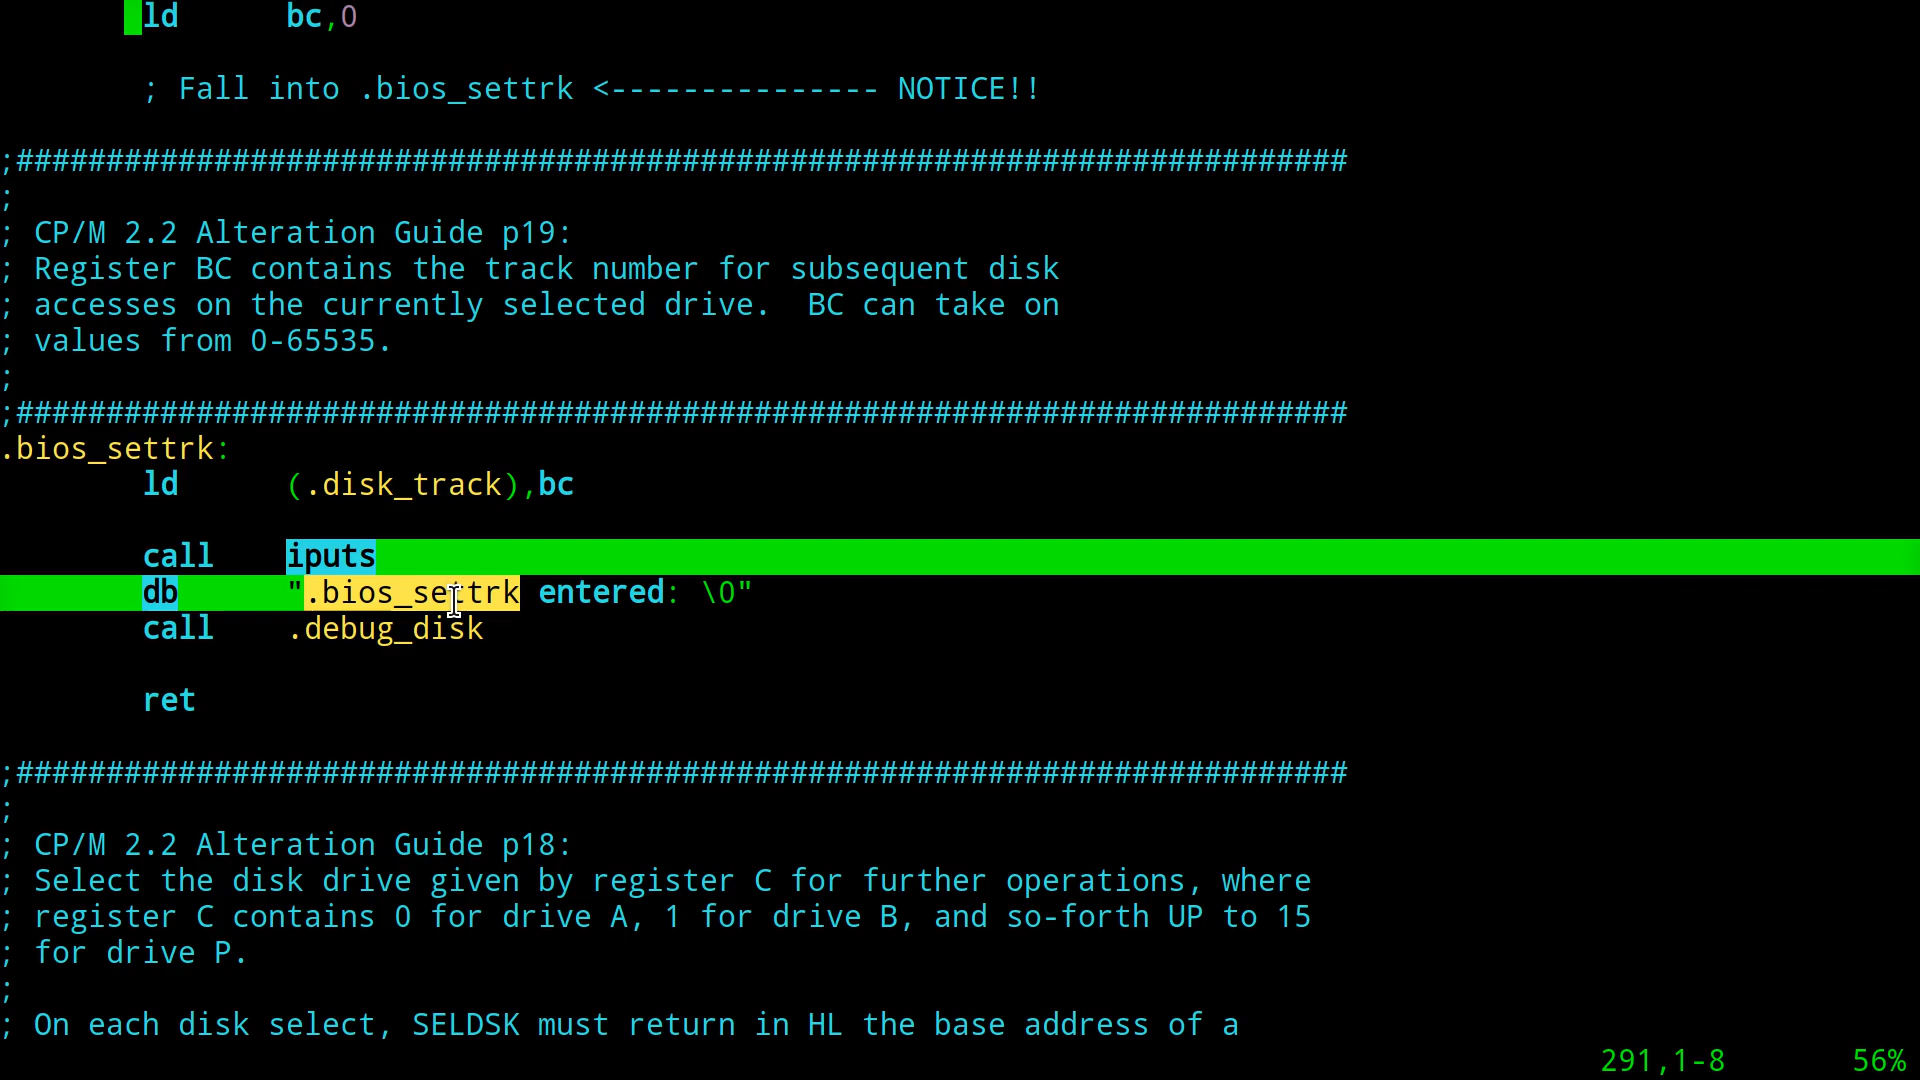 ld      bc,0
; Fall into .bios_settrk <--------------- NOTICE!!
;##########################################################################
;
; CP/M 2.2 Alteration Guide p19:
; Register BC contains the track number for subsequent disk
; accesses on the currently selected drive.  BC can take on
; values from 0-65535.
;
;##########################################################################
.bios_settrk:
ld      (.disk_track),bc
call    iputs
db      ".bios_settrk entered: \0"
call    .debug_disk
ret
;##########################################################################
;
; CP/M 2.2 Alteration Guide p18:
; Select the disk drive given by register C for further operations, where
; register C contains 0 for drive A, 1 for drive B, and so-forth UP to 15
; for drive P.
;
; On each disk select, SELDSK must return in HL the base address of a
291,1-8       56%